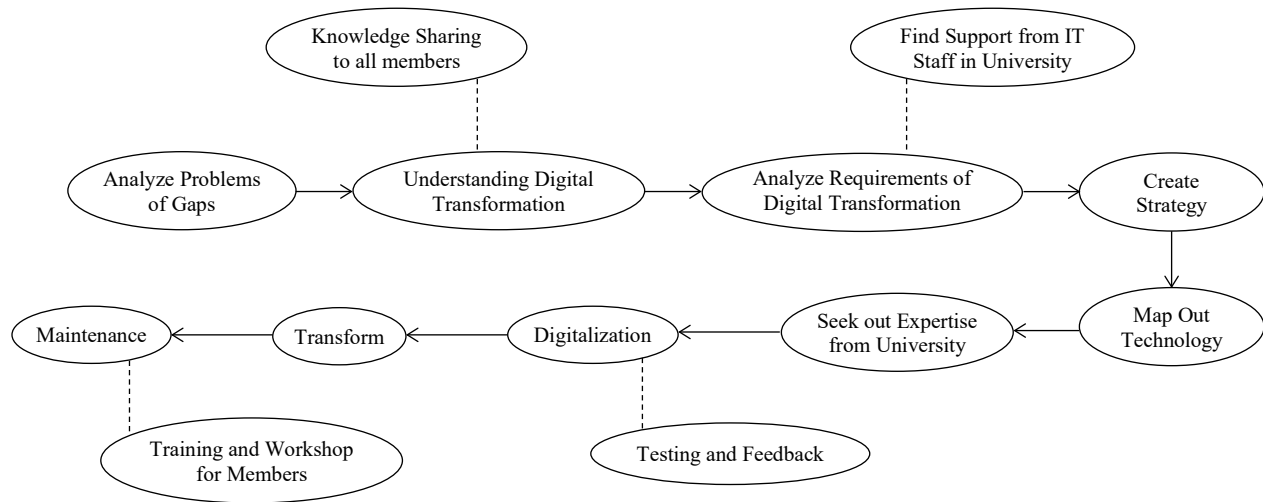 Knowledge Sharing
to all members
Find Support from IT
Staff in University
Analyze Problems
of Gaps
Understanding Digital
Transformation
Analyze Requirements of
Digital Transformation
Create
Strategy
Maintenance
Transform
Digitalization
Seek out Expertise
from University
Map Out
Technology
Training and Workshop
for Members
Testing and Feedback